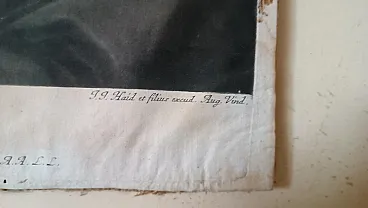 J. J. Haid et filius excud. Aug. Vind.
A. A. L. L.